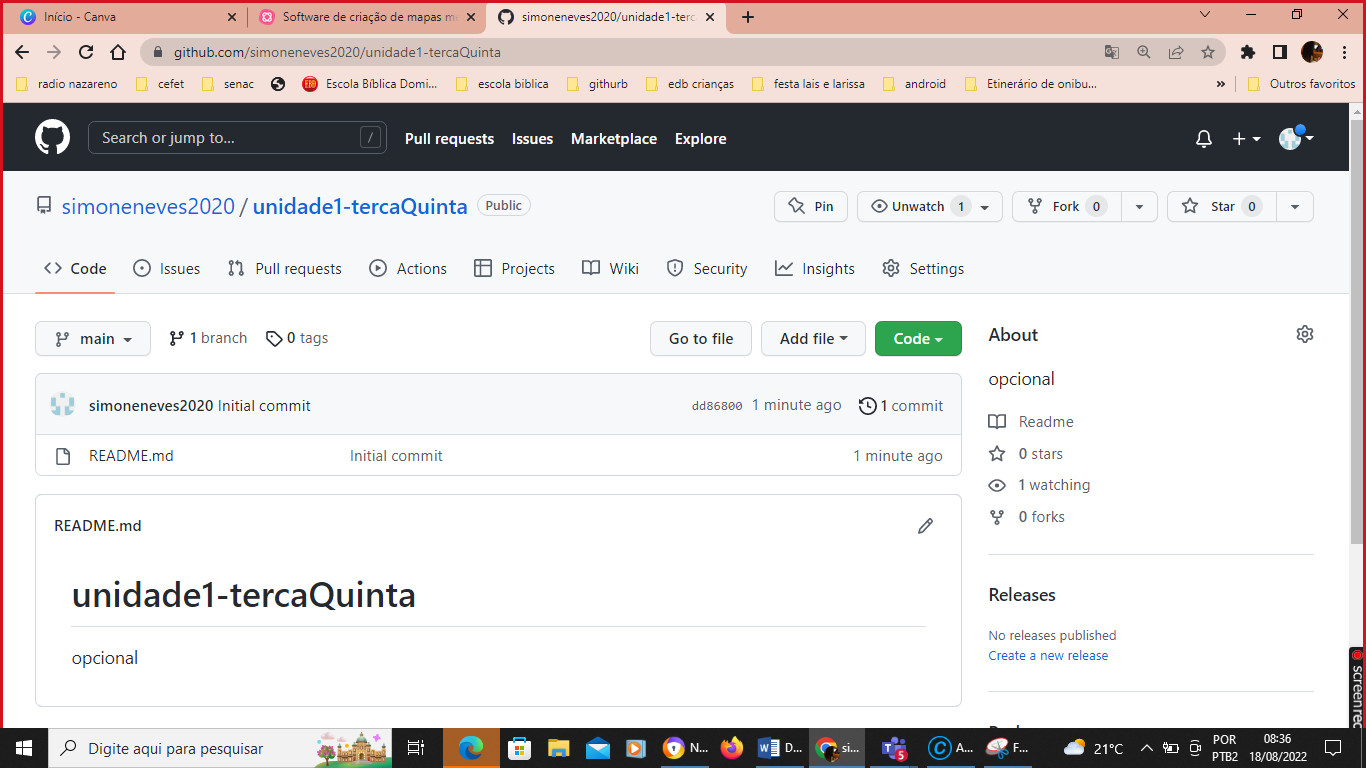 Início - Canva
Software de criação de mapas me
simoneneves2020/unidade1-terc
github.com/simoneneves2020/unidade1-tercaQuinta
radio nazareno cefet senac Escola Bíblica Domi... escola biblica githurb edb crianças festa lais e larissa android Etinerário de onibu... » Outros favoritos
Search or jump to... / Pull requests Issues Marketplace Explore
simoneneves2020 / unidade1-tercaQuinta Public Pin Unwatch 1 Fork 0 Star 0
Code Issues Pull requests Actions Projects Wiki Security Insights Settings
main 1 branch 0 tags Go to file Add file Code
simoneneves2020 Initial commit dd86800 1 minute ago 1 commit
README.md Initial commit 1 minute ago
README.md
unidade1-tercaQuinta
opcional
About
opcional
Readme
0 stars
1 watching
0 forks
Releases
No releases published
Create a new release
screenrec
Digite aqui para pesquisar N... D... si... 5 A... F... 21°C POR 08:36
PTB2 18/08/2022